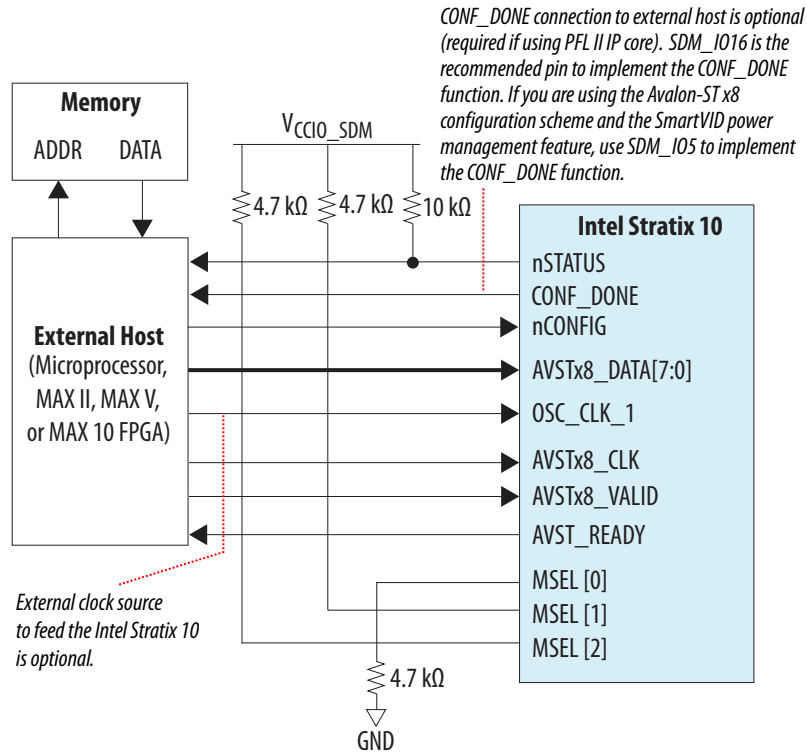 CONF_DONE connection to external host is optional
(required if using PFL II IP core). SDM_IO16 is the
recommended pin to implement the CONF_DONE
function. If you are using the Avalon-ST x8
configuration scheme and the SmartVID power
management feature, use SDM_IO5 to implement
the CONF_DONE function.
Memory
ADDR DATA
VCCIO_SDM
4.7 kΩ 4.7 kΩ 10 kΩ
Intel Stratix 10
nSTATUS
CONF_DONE
nCONFIG
AVSTx8_DATA[7:0]
OSC_CLK_1
AVSTx8_CLK
AVSTx8_VALID
AVST_READY
MSEL [0]
MSEL [1]
MSEL [2]
External Host
(Microprocessor,
MAX II, MAX V,
or MAX 10 FPGA)
External clock source
to feed the Intel Stratix 10
is optional.
4.7 kΩ
GND